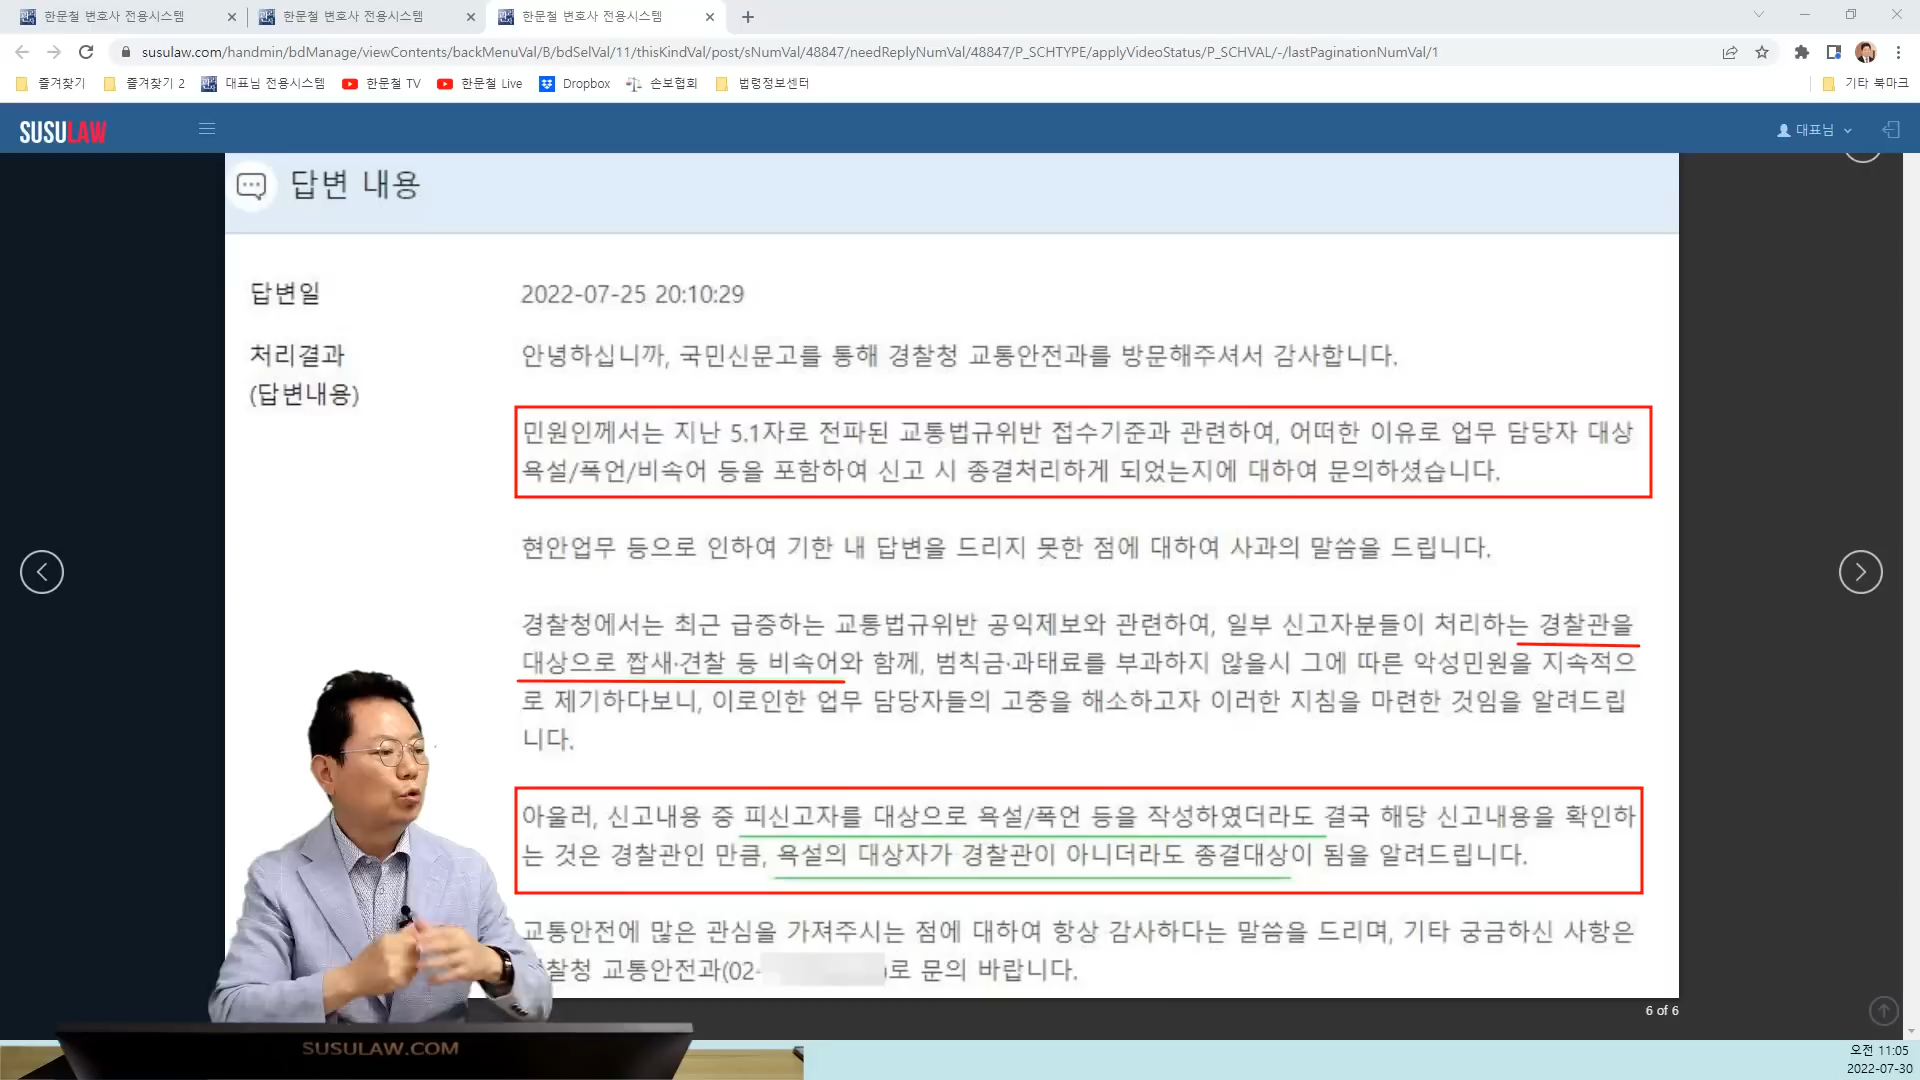 한문철 변호사 전용시스템
한문철 변호사 전용시스템
한문철 변호사 전용시스템
susulaw.com/handmin/bdManage/viewContents/backMenuVal/B/bdSelVal/11/thisKindVal/post/sNumVal/48847/needReplyNumVal/48847/P_SCHTYPE/applyVideoStatus/P_SCHVAL/-/lastPaginationNumVal/1
즐겨찾기 즐겨찾기 2 대표님 전용시스템 한문철 TV 한문철 Live Dropbox 손보협회 법령정보센터 기타 북마크
SUSULAW 대표님
답변 내용
답변일 2022-07-25 20:10:29
처리결과 안녕하십니까, 국민신문고를 통해 경찰청 교통안전과를 방문해주셔서 감사합니다.
(답변내용)
민원인께서는 지난 5.1자로 전파된 교통법규위반 접수기준과 관련하여, 어떠한 이유로 업무 담당자 대상
욕설/폭언/비속어 등을 포함하여 신고 시 종결처리하게 되었는지에 대하여 문의하셨습니다.
현안업무 등으로 인하여 기한 내 답변을 드리지 못한 점에 대하여 사과의 말씀을 드립니다.
경찰청에서는 최근 급증하는 교통법규위반 공익제보와 관련하여, 일부 신고자분들이 처리하는 경찰관을
대상으로 짭새·견찰 등 비속어와 함께, 범칙금·과태료를 부과하지 않을시 그에 따른 악성민원을 지속적으
로 제기하다보니, 이로인한 업무 담당자들의 고충을 해소하고자 이러한 지침을 마련한 것임을 알려드립
니다.
아울러, 신고내용 중 피신고자를 대상으로 욕설/폭언 등을 작성하였더라도 결국 해당 신고내용을 확인하
는 것은 경찰관인 만큼, 욕설의 대상자가 경찰관이 아니더라도 종결대상이 됨을 알려드립니다.
교통안전에 많은 관심을 가져주시는 점에 대하여 항상 감사하다는 말씀을 드리며, 기타 궁금하신 사항은
찰청 교통안전과(02- )로 문의 바랍니다.
6 of 6
SUSULAW.COM
오전 11:05
2022-07-30